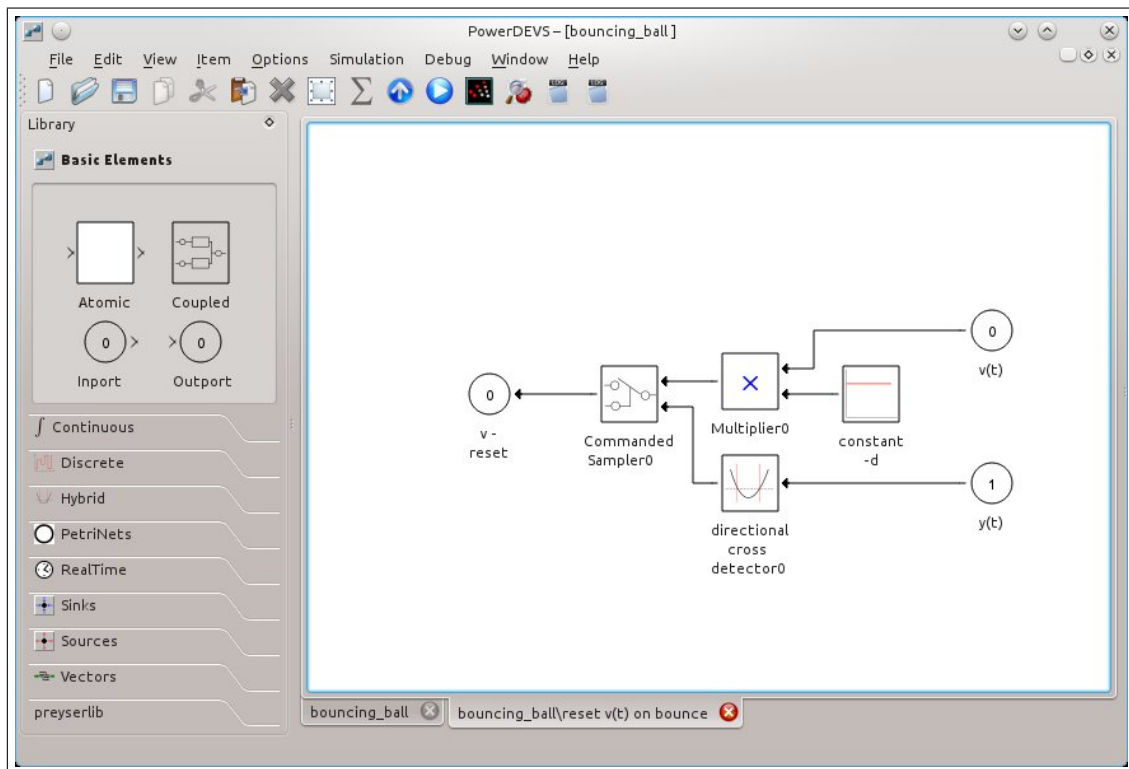 PowerDEVS – [bouncing_ball]
File Edit View Item Options Simulation Debug Window Help
Library
Basic Elements
Atomic Coupled
0 0
Inport Outport
Continuous
Discrete
Hybrid
PetriNets
RealTime
Sinks
Sources
Vectors
preyserlib
0
v(t)
0
v -
reset
Commanded
Sampler0
Multiplier0
constant
-d
1
y(t)
directional
cross
detector0
bouncing_ball bouncing_ball\reset v(t) on bounce